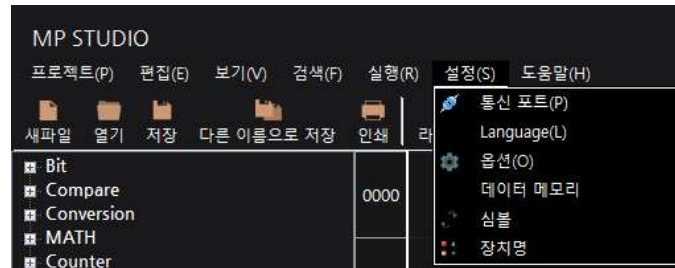 MP STUDIO
프로젝트(P) 편집(E) 보기(V) 검색(F) 실행(R) 설정(S) 도움말(H)
새파일 열기 저장 다른 이름으로 저장 인쇄
통신 포트(P)
Language(L)
옵션(O)
데이터 메모리
심볼
장치명
Bit
Compare
Conversion
MATH
Counter
0000